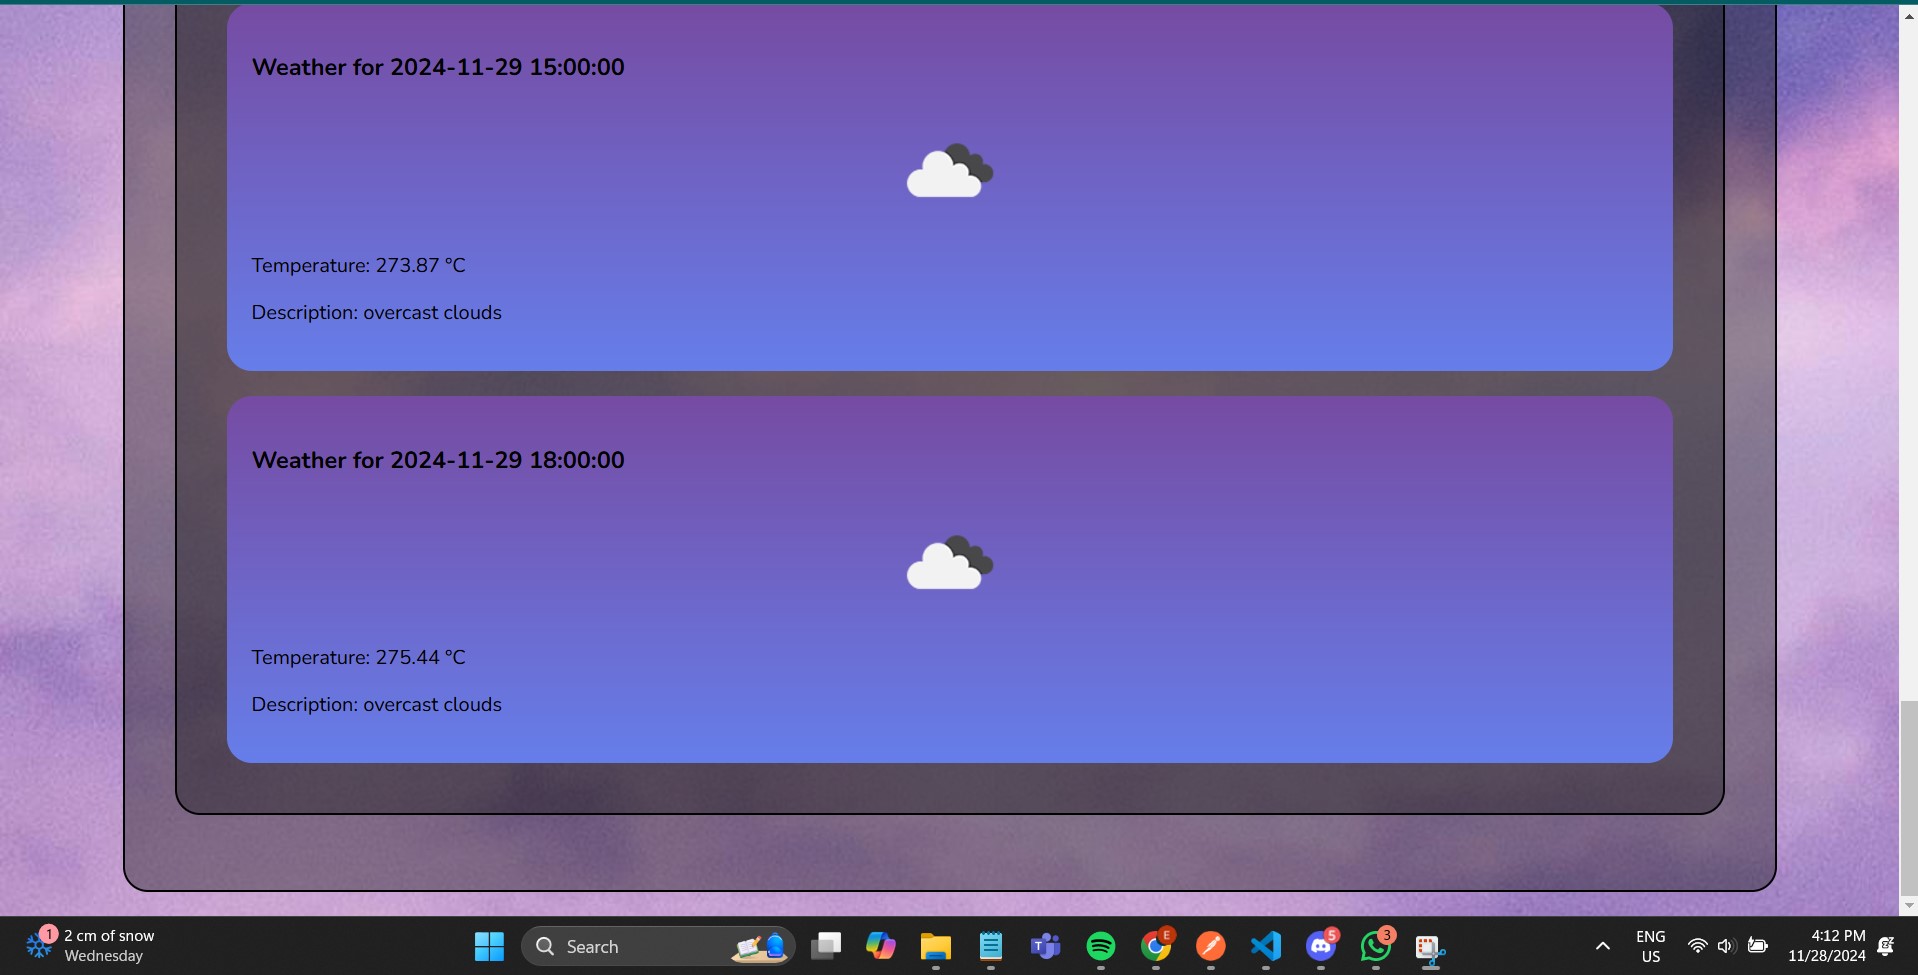 Weather for 2024-11-29 15:00:00
Temperature: 273.87 °C
Description: overcast clouds
Weather for 2024-11-29 18:00:00
Temperature: 275.44 °C
Description: overcast clouds
1
2 cm of snow
Wednesday
Search
T
E
5
3
ENG
US
4:12 PM
11/28/2024